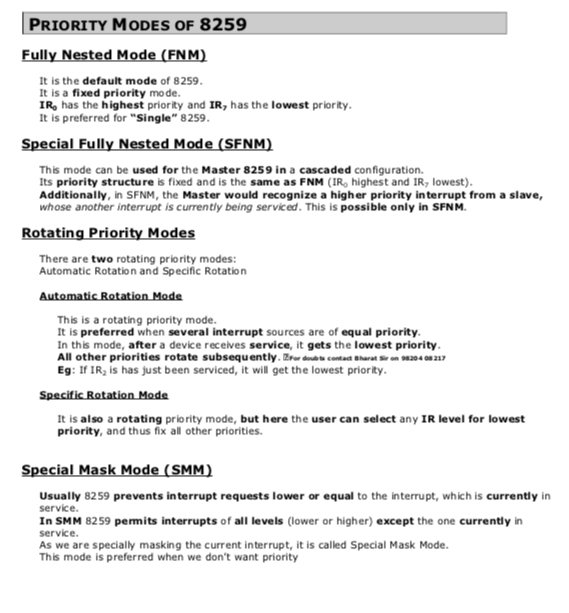 PRIORITY MODES OF 8259
Fully Nested Mode (FNM)
It is the default mode of 8259.
It is a fixed priority mode.
IR₀ has the highest priority and IR₇ has the lowest priority.
It is preferred for “Single” 8259.
Special Fully Nested Mode (SFNM)
This mode can be used for the Master 8259 in a cascaded configuration.
Its priority structure is fixed and is the same as FNM (IR₀ highest and IR₇ lowest).
Additionally, in SFNM, the Master would recognize a higher priority interrupt from a slave,
whose another interrupt is currently being serviced. This is possible only in SFNM.
Rotating Priority Modes
There are two rotating priority modes:
Automatic Rotation and Specific Rotation
Automatic Rotation Mode
This is a rotating priority mode.
It is preferred when several interrupt sources are of equal priority.
In this mode, after a device receives service, it gets the lowest priority.
All other priorities rotate subsequently. For doubts contact Bharat Sir on 98204 08217
Eg: If IR₂ is has just been serviced, it will get the lowest priority.
Specific Rotation Mode
It is also a rotating priority mode, but here the user can select any IR level for lowest
priority, and thus fix all other priorities.
Special Mask Mode (SMM)
Usually 8259 prevents interrupt requests lower or equal to the interrupt, which is currently in
service.
In SMM 8259 permits interrupts of all levels (lower or higher) except the one currently in
service.
As we are specially masking the current interrupt, it is called Special Mask Mode.
This mode is preferred when we don’t want priority